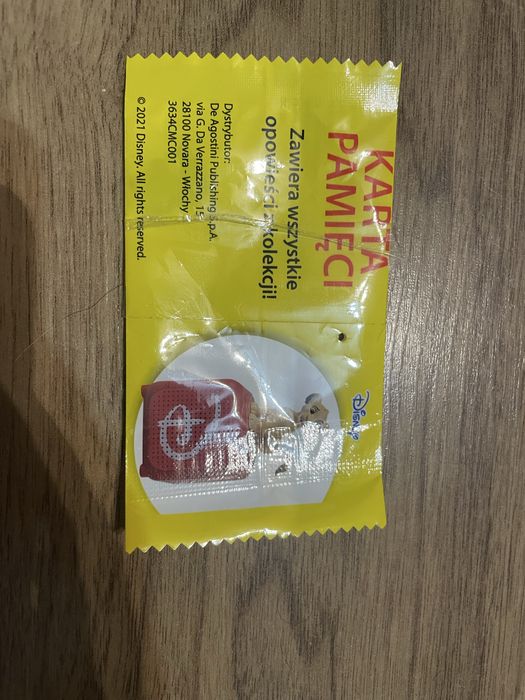 KARTA
PAMIĘCI
Zawiera wszystkie
opowieści z kolekcji!
Dystrybutor:
De Agostini Publishing S.p.A.
via G. Da Verrazzano, 15
28100 Novara - Włochy
3634CMC001
© 2021 Disney. All rights reserved.
Disney
D